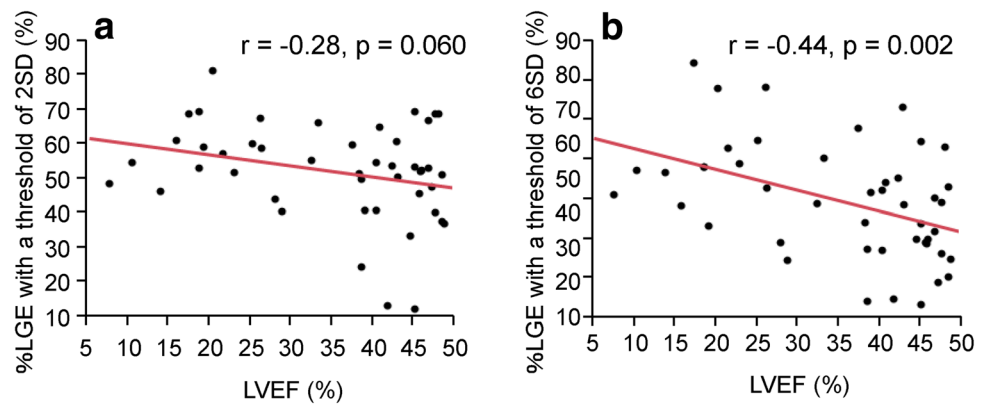 a
r = -0.28, p = 0.060
%LGE with a threshold of 2SD (%)
90
80
70
60
50
40
30
20
10
5 10 15 20 25 30 35 40 45 50
LVEF (%)
b
r = -0.44, p = 0.002
%LGE with a threshold of 6SD (%)
90
80
70
60
50
40
30
20
10
5 10 15 20 25 30 35 40 45 50
LVEF (%)